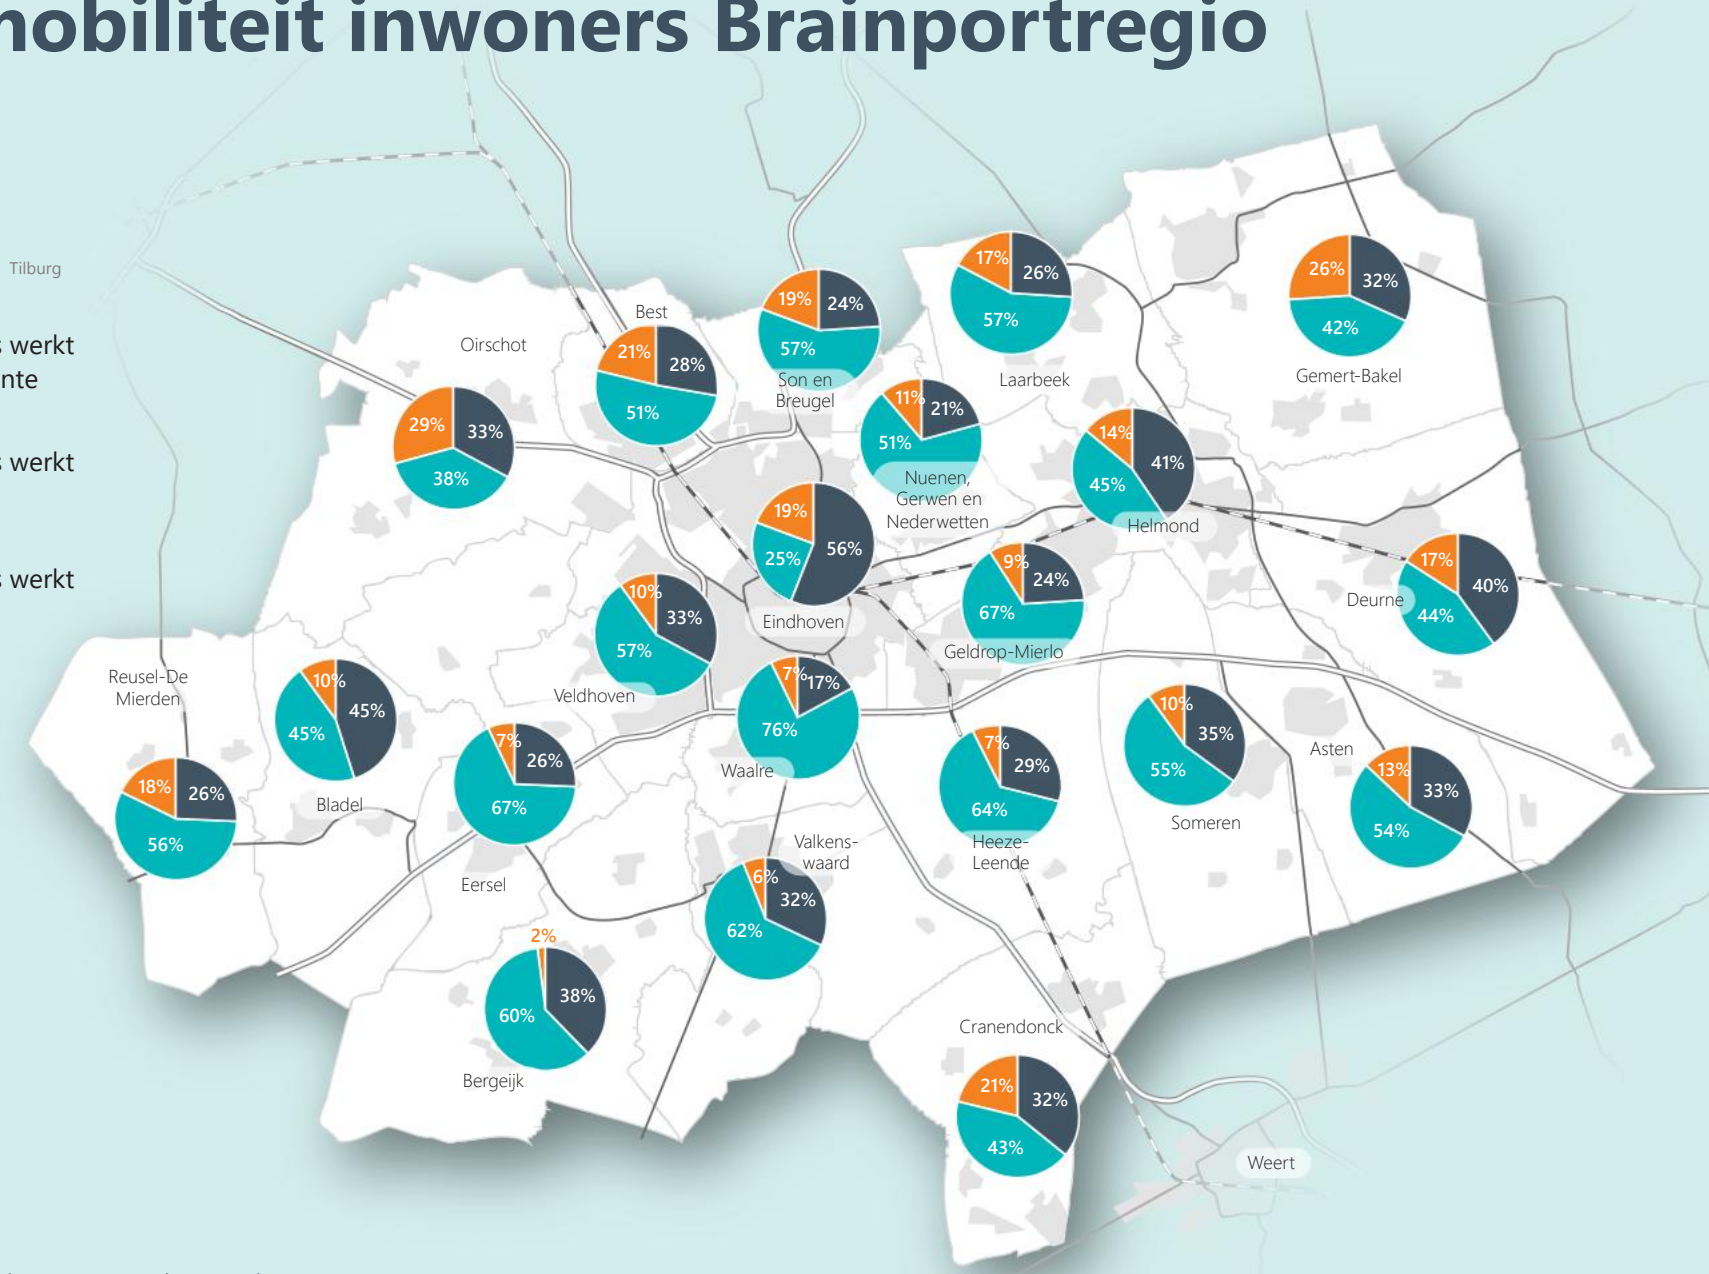 mobiliteit inwoners Brainportregio
Tilburg
s werkt
nte
s werkt
s werkt
Oirschot
29%
33%
38%
Best
21%
28%
51%
19%
24%
57%
Son en
Breugel
17%
26%
57%
Laarbeek
26%
32%
42%
Gemert-Bakel
11%
21%
51%
Nuenen,
Gerwen en
Nederwetten
14%
41%
45%
Helmond
19%
56%
25%
Eindhoven
9%
24%
67%
Geldrop-Mierlo
17%
40%
44%
Deurne
10%
33%
57%
Veldhoven
Reusel-De
Mierden
18%
26%
56%
10%
45%
45%
Bladel
7%
26%
67%
Eersel
7%
17%
76%
Waalre
7%
29%
64%
Heeze-
Leende
10%
35%
55%
Someren
Asten
13%
33%
54%
Valkens-
waard
6%
32%
62%
2%
38%
60%
Bergeijk
Cranendonck
21%
32%
43%
Weert